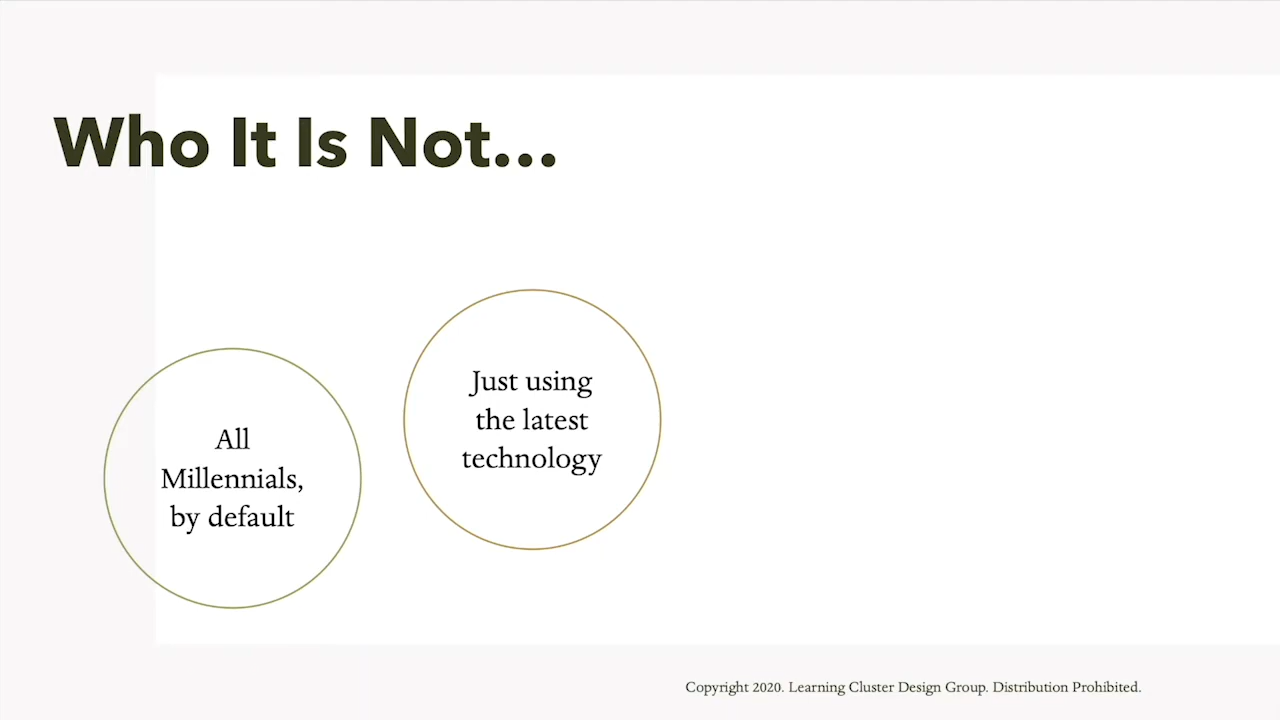 Who It Is Not...
All
Millennials,
by default
Just using
the latest
technology
Copyright 2020. Learning Cluster Design Group. Distribution Prohibited.